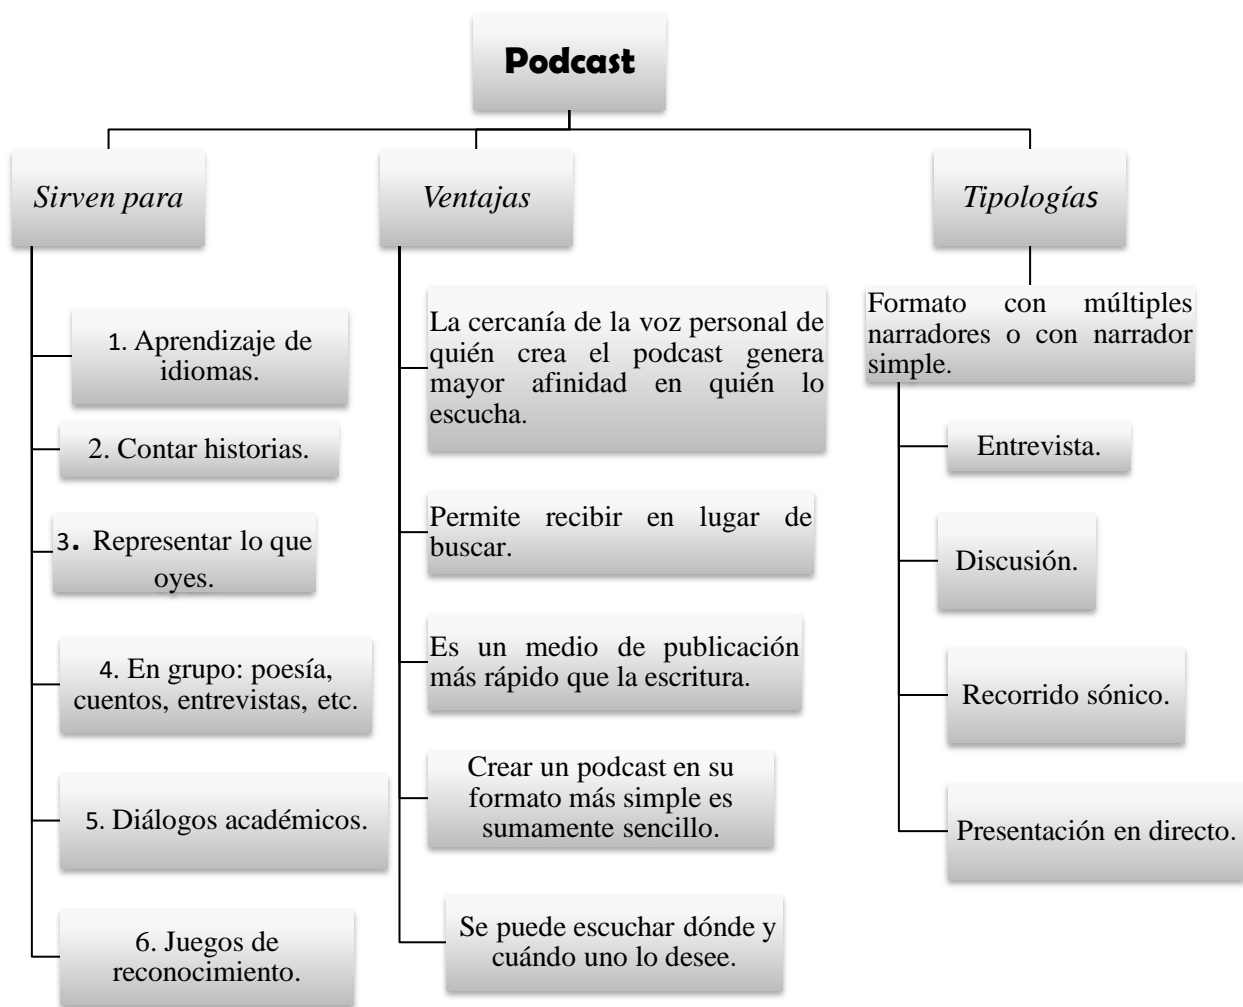 Podcast
Sirven para
1. Aprendizaje de
idiomas.
2. Contar historias.
3. Representar lo que
oyes.
4. En grupo: poesía,
cuentos, entrevistas, etc.
5. Diálogos académicos.
6. Juegos de
reconocimiento.
Ventajas
La cercanía de la voz personal de
quién crea el podcast genera
mayor afinidad en quién lo
escucha.
Permite recibir en lugar de
buscar.
Es un medio de publicación
más rápido que la escritura.
Crear un podcast en su
formato más simple es
sumamente sencillo.
Se puede escuchar dónde y
cuándo uno lo desee.
Tipologías
Formato con múltiples
narradores o con narrador
simple.
Entrevista.
Discusión.
Recorrido sónico.
Presentación en directo.